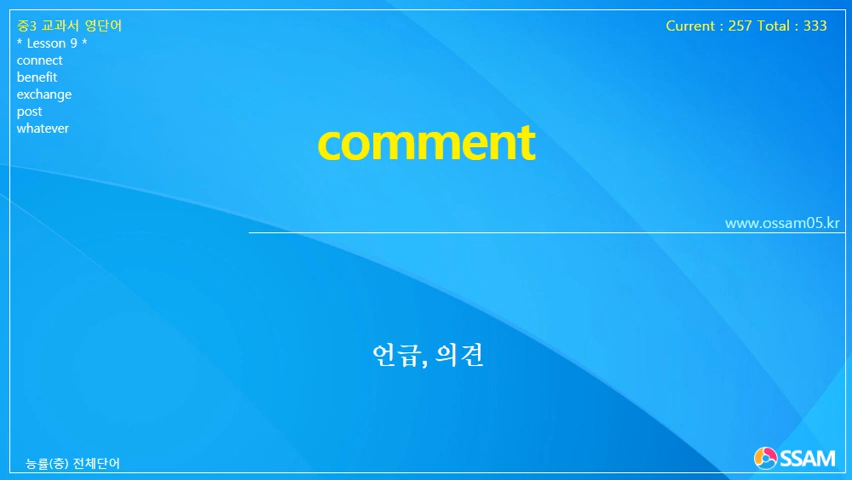 중3 교과서 영단어
Current : 257 Total : 333
* Lesson 9 *
connect
benefit
exchange
post
whatever
comment
www.ossam05.kr
언급, 의견
능률(중) 전체단어
OSSAM